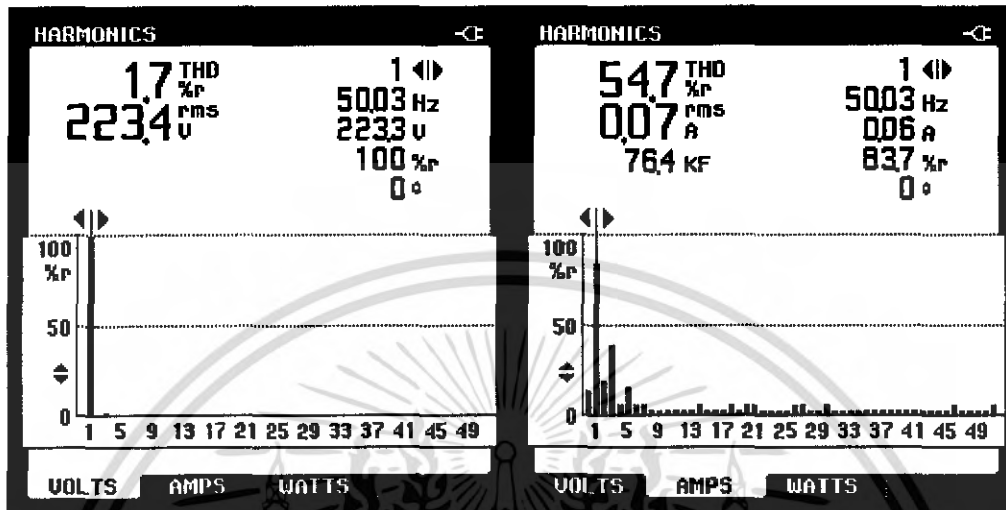 HARMONICS
1.7 THD %r
223.4 rms V
1
50.03 Hz
223.3 V
100 %r
0 °
100
%r
50
0
1 5 9 13 17 21 25 29 33 37 41 45 49
VOLTS AMPS WATTS
HARMONICS
54.7 THD %r
0.07 rms A
76.4 KF
1
50.03 Hz
0.06 A
83.7 %r
0 °
100
%r
50
0
1 5 9 13 17 21 25 29 33 37 41 45 49
VOLTS AMPS WATTS